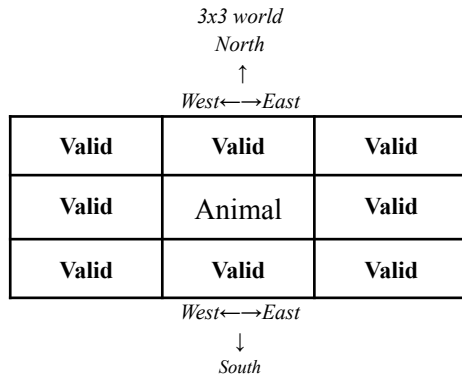 3x3 world
North
↑
West←→East
Valid Valid Valid
Valid Animal Valid
Valid Valid Valid
West←→East
↓
South